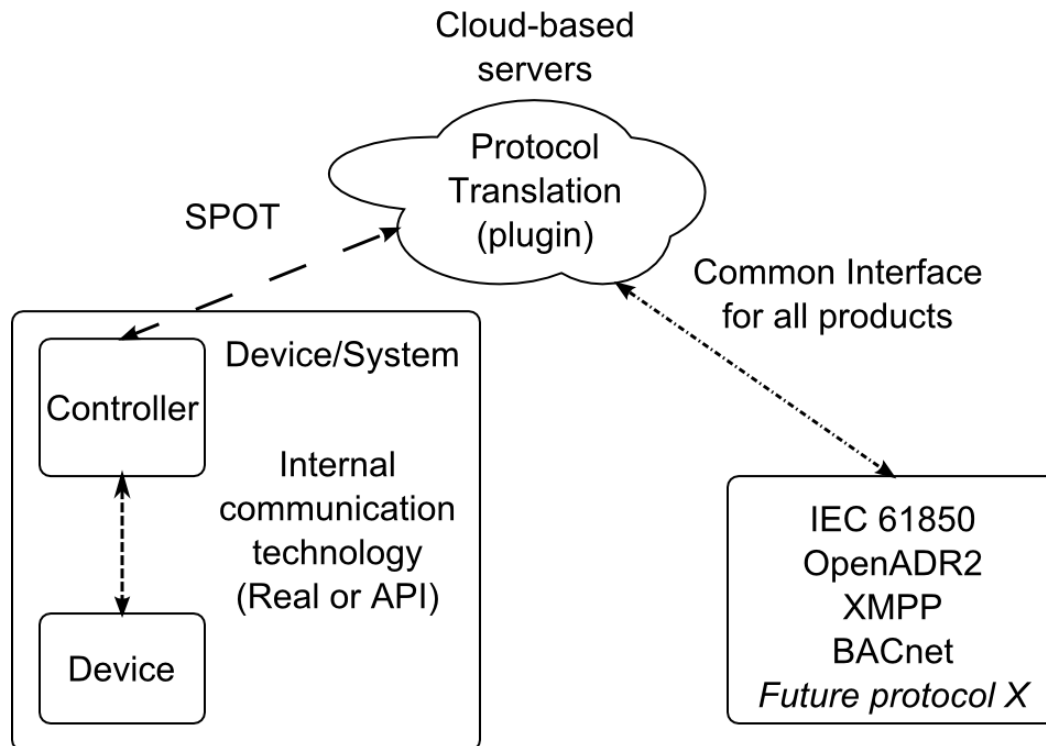 Cloud-based
servers
Protocol
Translation
(plugin)
SPOT
Common Interface
for all products
Device/System
Controller
Internal
communication
technology
(Real or API)
Device
IEC 61850
OpenADR2
XMPP
BACnet
Future protocol X